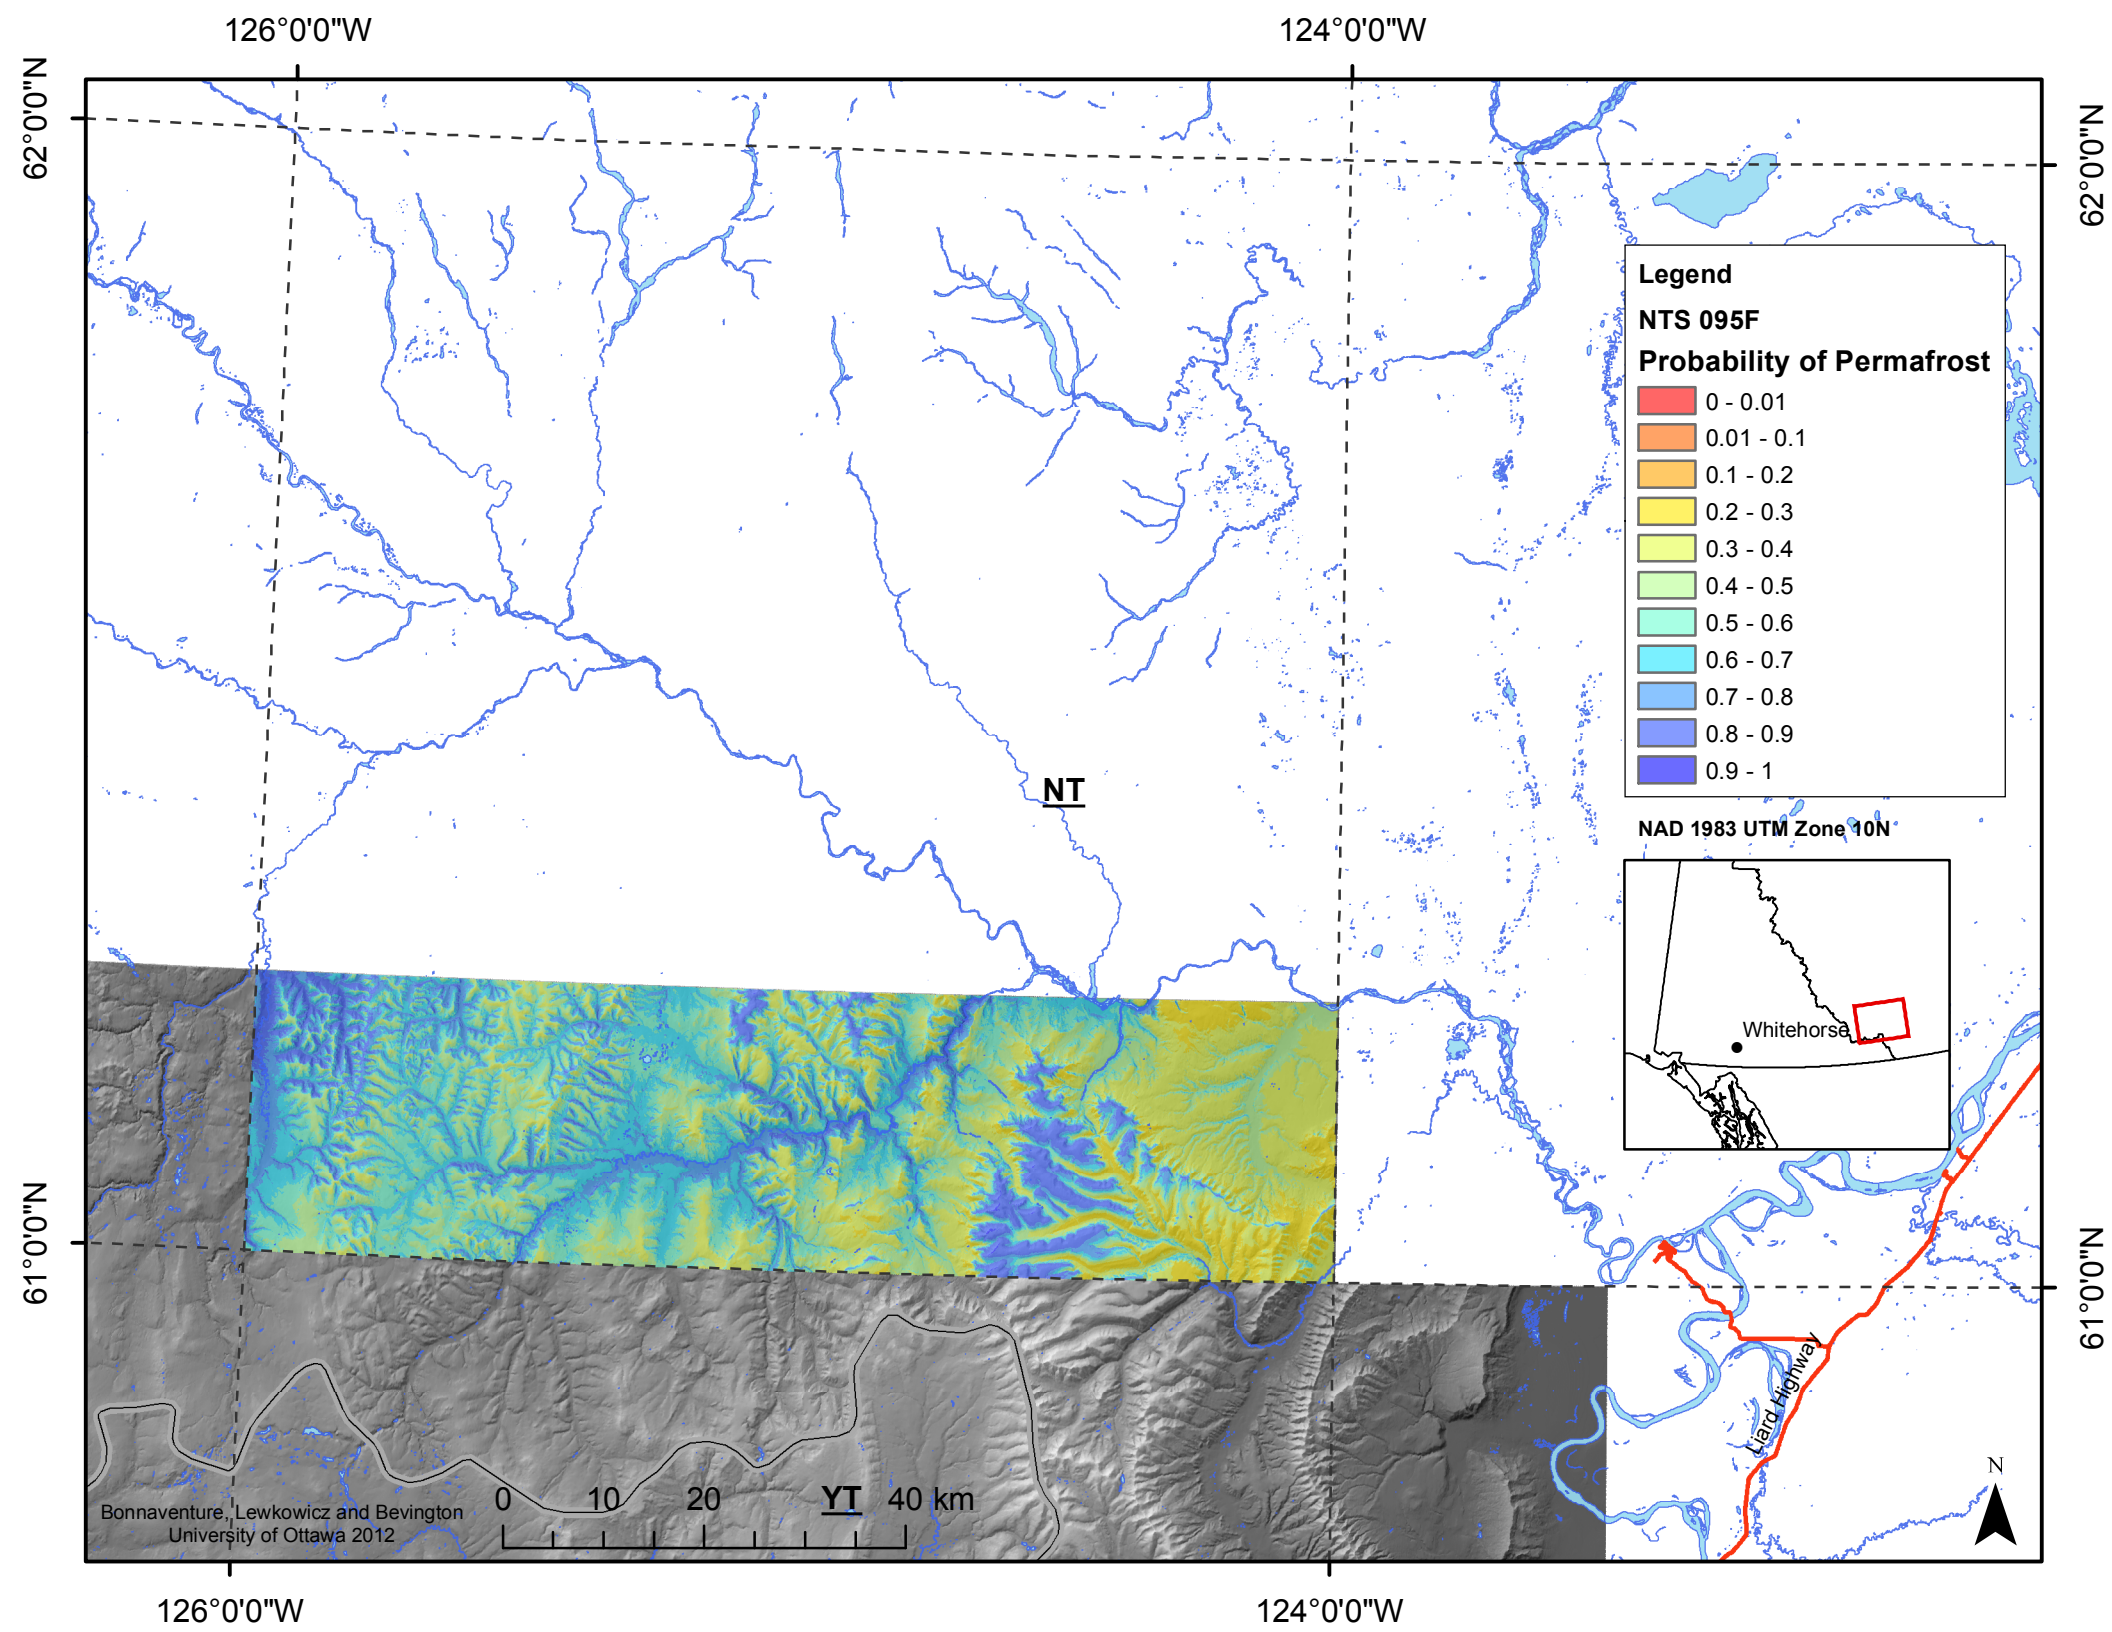 126°0'0"W
124°0'0"W
62°0'0"N
62°0'0"N
Legend
NTS 095F
Probability of Permafrost
0 - 0.01
0.01 - 0.1
0.1 - 0.2
0.2 - 0.3
0.3 - 0.4
0.4 - 0.5
0.5 - 0.6
0.6 - 0.7
0.7 - 0.8
0.8 - 0.9
0.9 - 1
NT
NAD 1983 UTM Zone 10N
Whitehorse
61°0'0"N
61°0'0"N
Liard Highway
N
0 10 20 YT 40 km
Bonnaventure, Lewkowicz and Bevington
University of Ottawa 2012
126°0'0"W
124°0'0"W